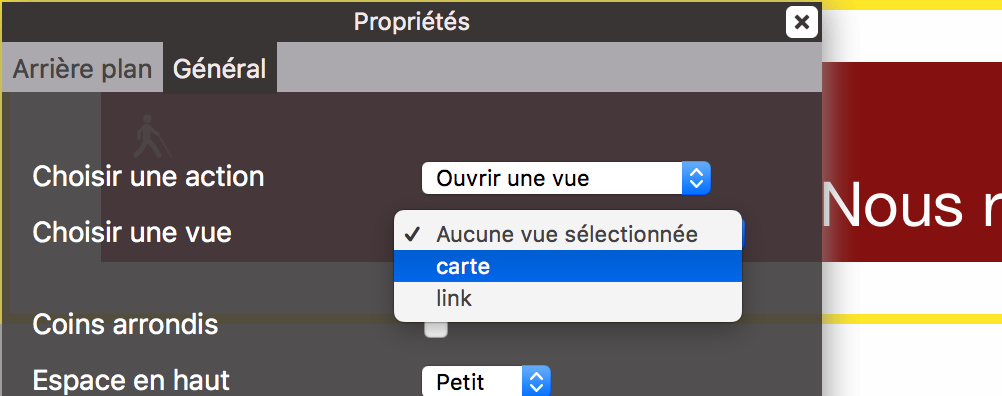 Propriétés
Arrière plan Général
Choisir une action Ouvrir une vue
Choisir une vue Aucune vue sélectionnée
carte
link
Nous
Coins arrondis
Espace en haut Petit